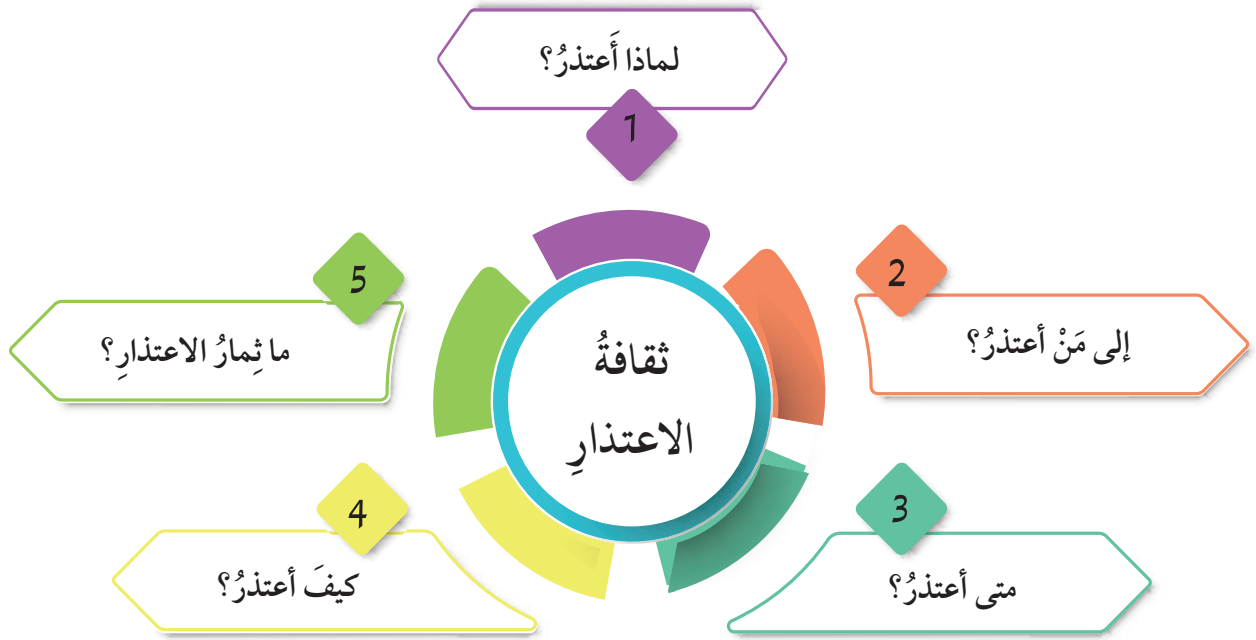 لماذا أَعتذرُ؟
1
2
إلى مَنْ أعتذرُ؟
3
متى أعتذرُ؟
4
كيفَ أعتذرُ؟
5
ما ثِمارُ الاعتذارِ؟
ثقافةُ
الاعتذارِ